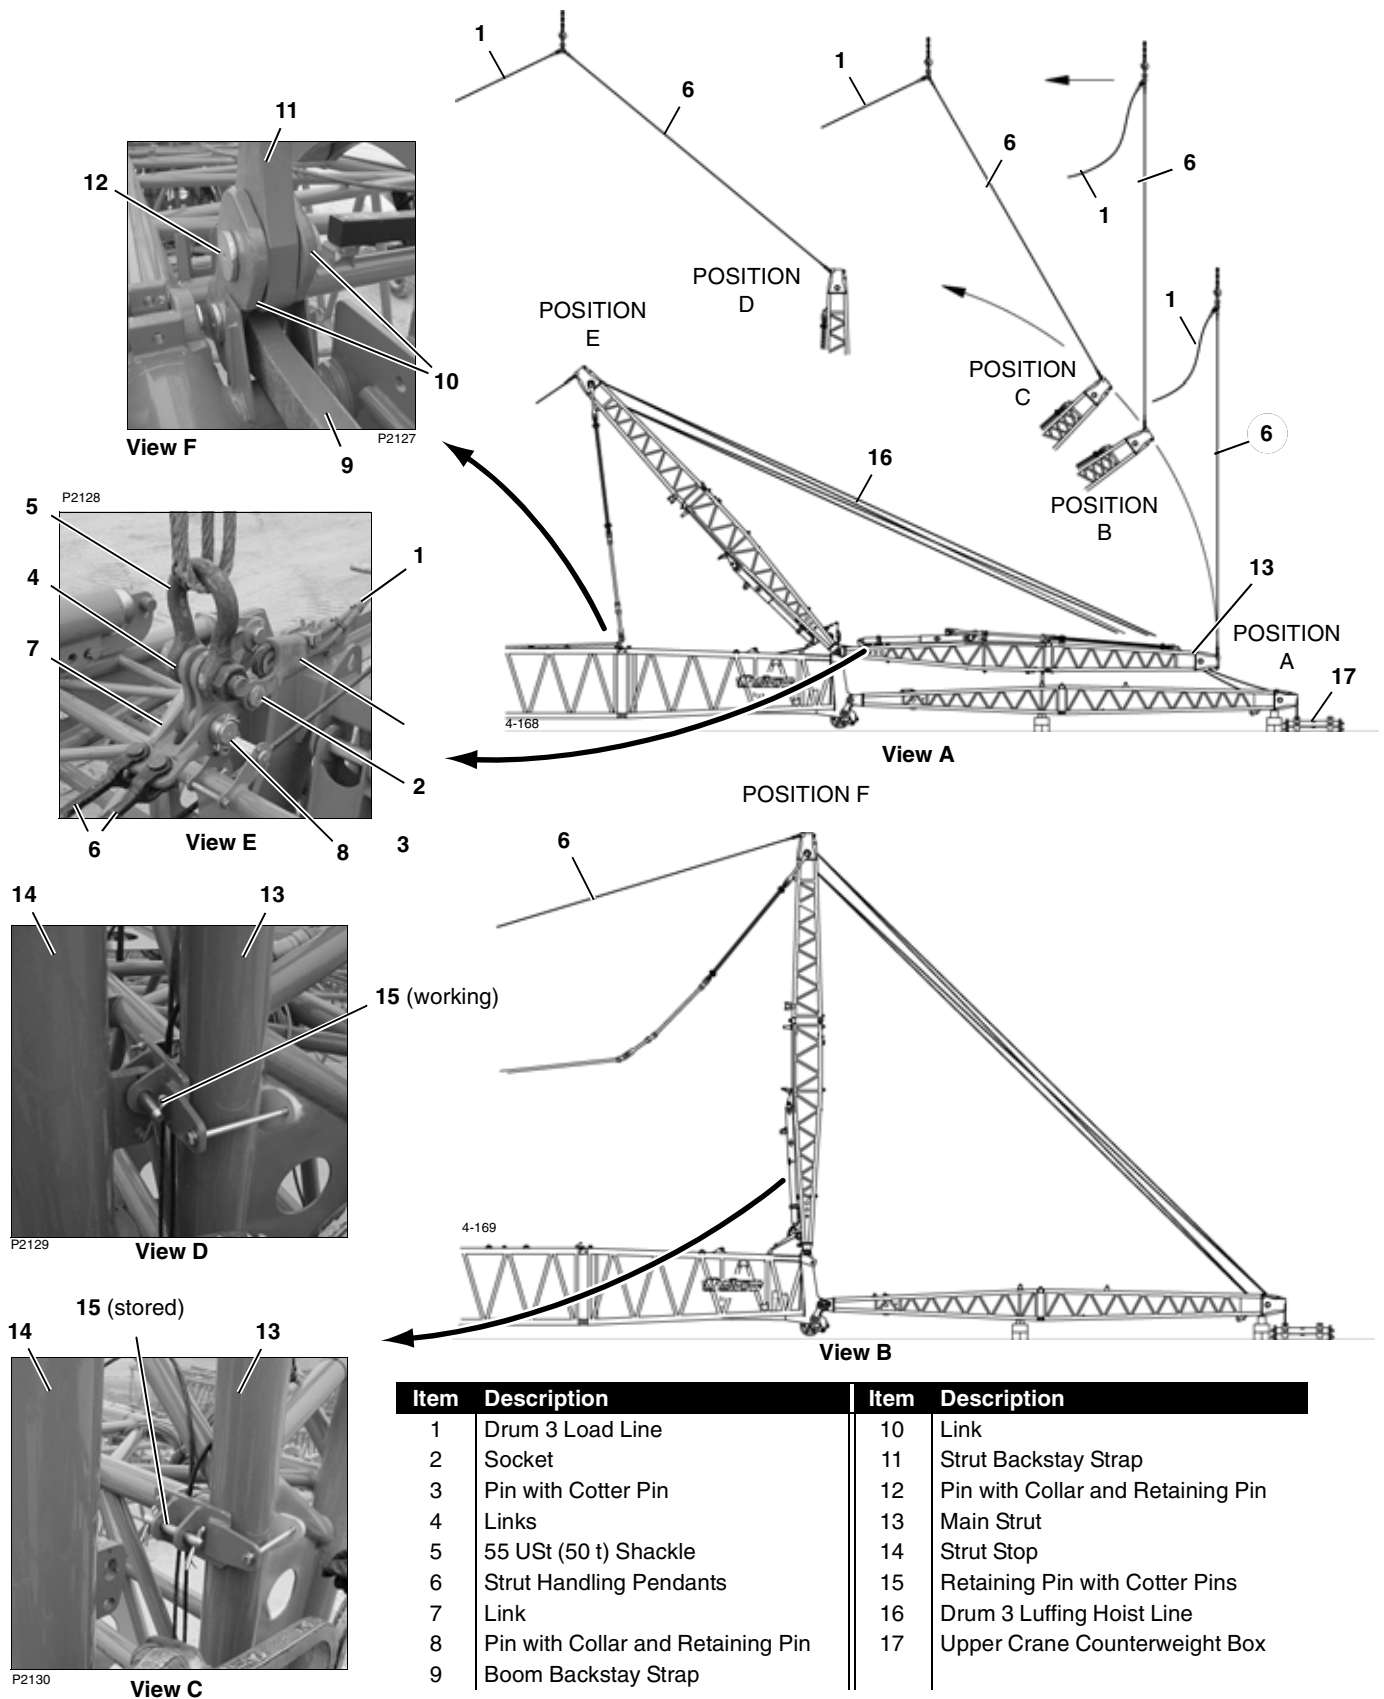 1
1
11
6
12
6
6
1
POSITION
D
POSITION
E
1
POSITION
C
10
6
P2127
View F
9
16
POSITION
B
5
P2128
1
4
13
7
POSITION
A
17
4-168
View A
2
POSITION F
6
View E
8
3
6
14
13
15 (working)
P2129
View D
4-169
15 (stored)
14
13
View B
P2130
View C
Item Description Item Description
1 Drum 3 Load Line 10 Link
2 Socket 11 Strut Backstay Strap
3 Pin with Cotter Pin 12 Pin with Collar and Retaining Pin
4 Links 13 Main Strut
5 55 USt (50 t) Shackle 14 Strut Stop
6 Strut Handling Pendants 15 Retaining Pin with Cotter Pins
7 Link 16 Drum 3 Luffing Hoist Line
8 Pin with Collar and Retaining Pin 17 Upper Crane Counterweight Box
9 Boom Backstay Strap